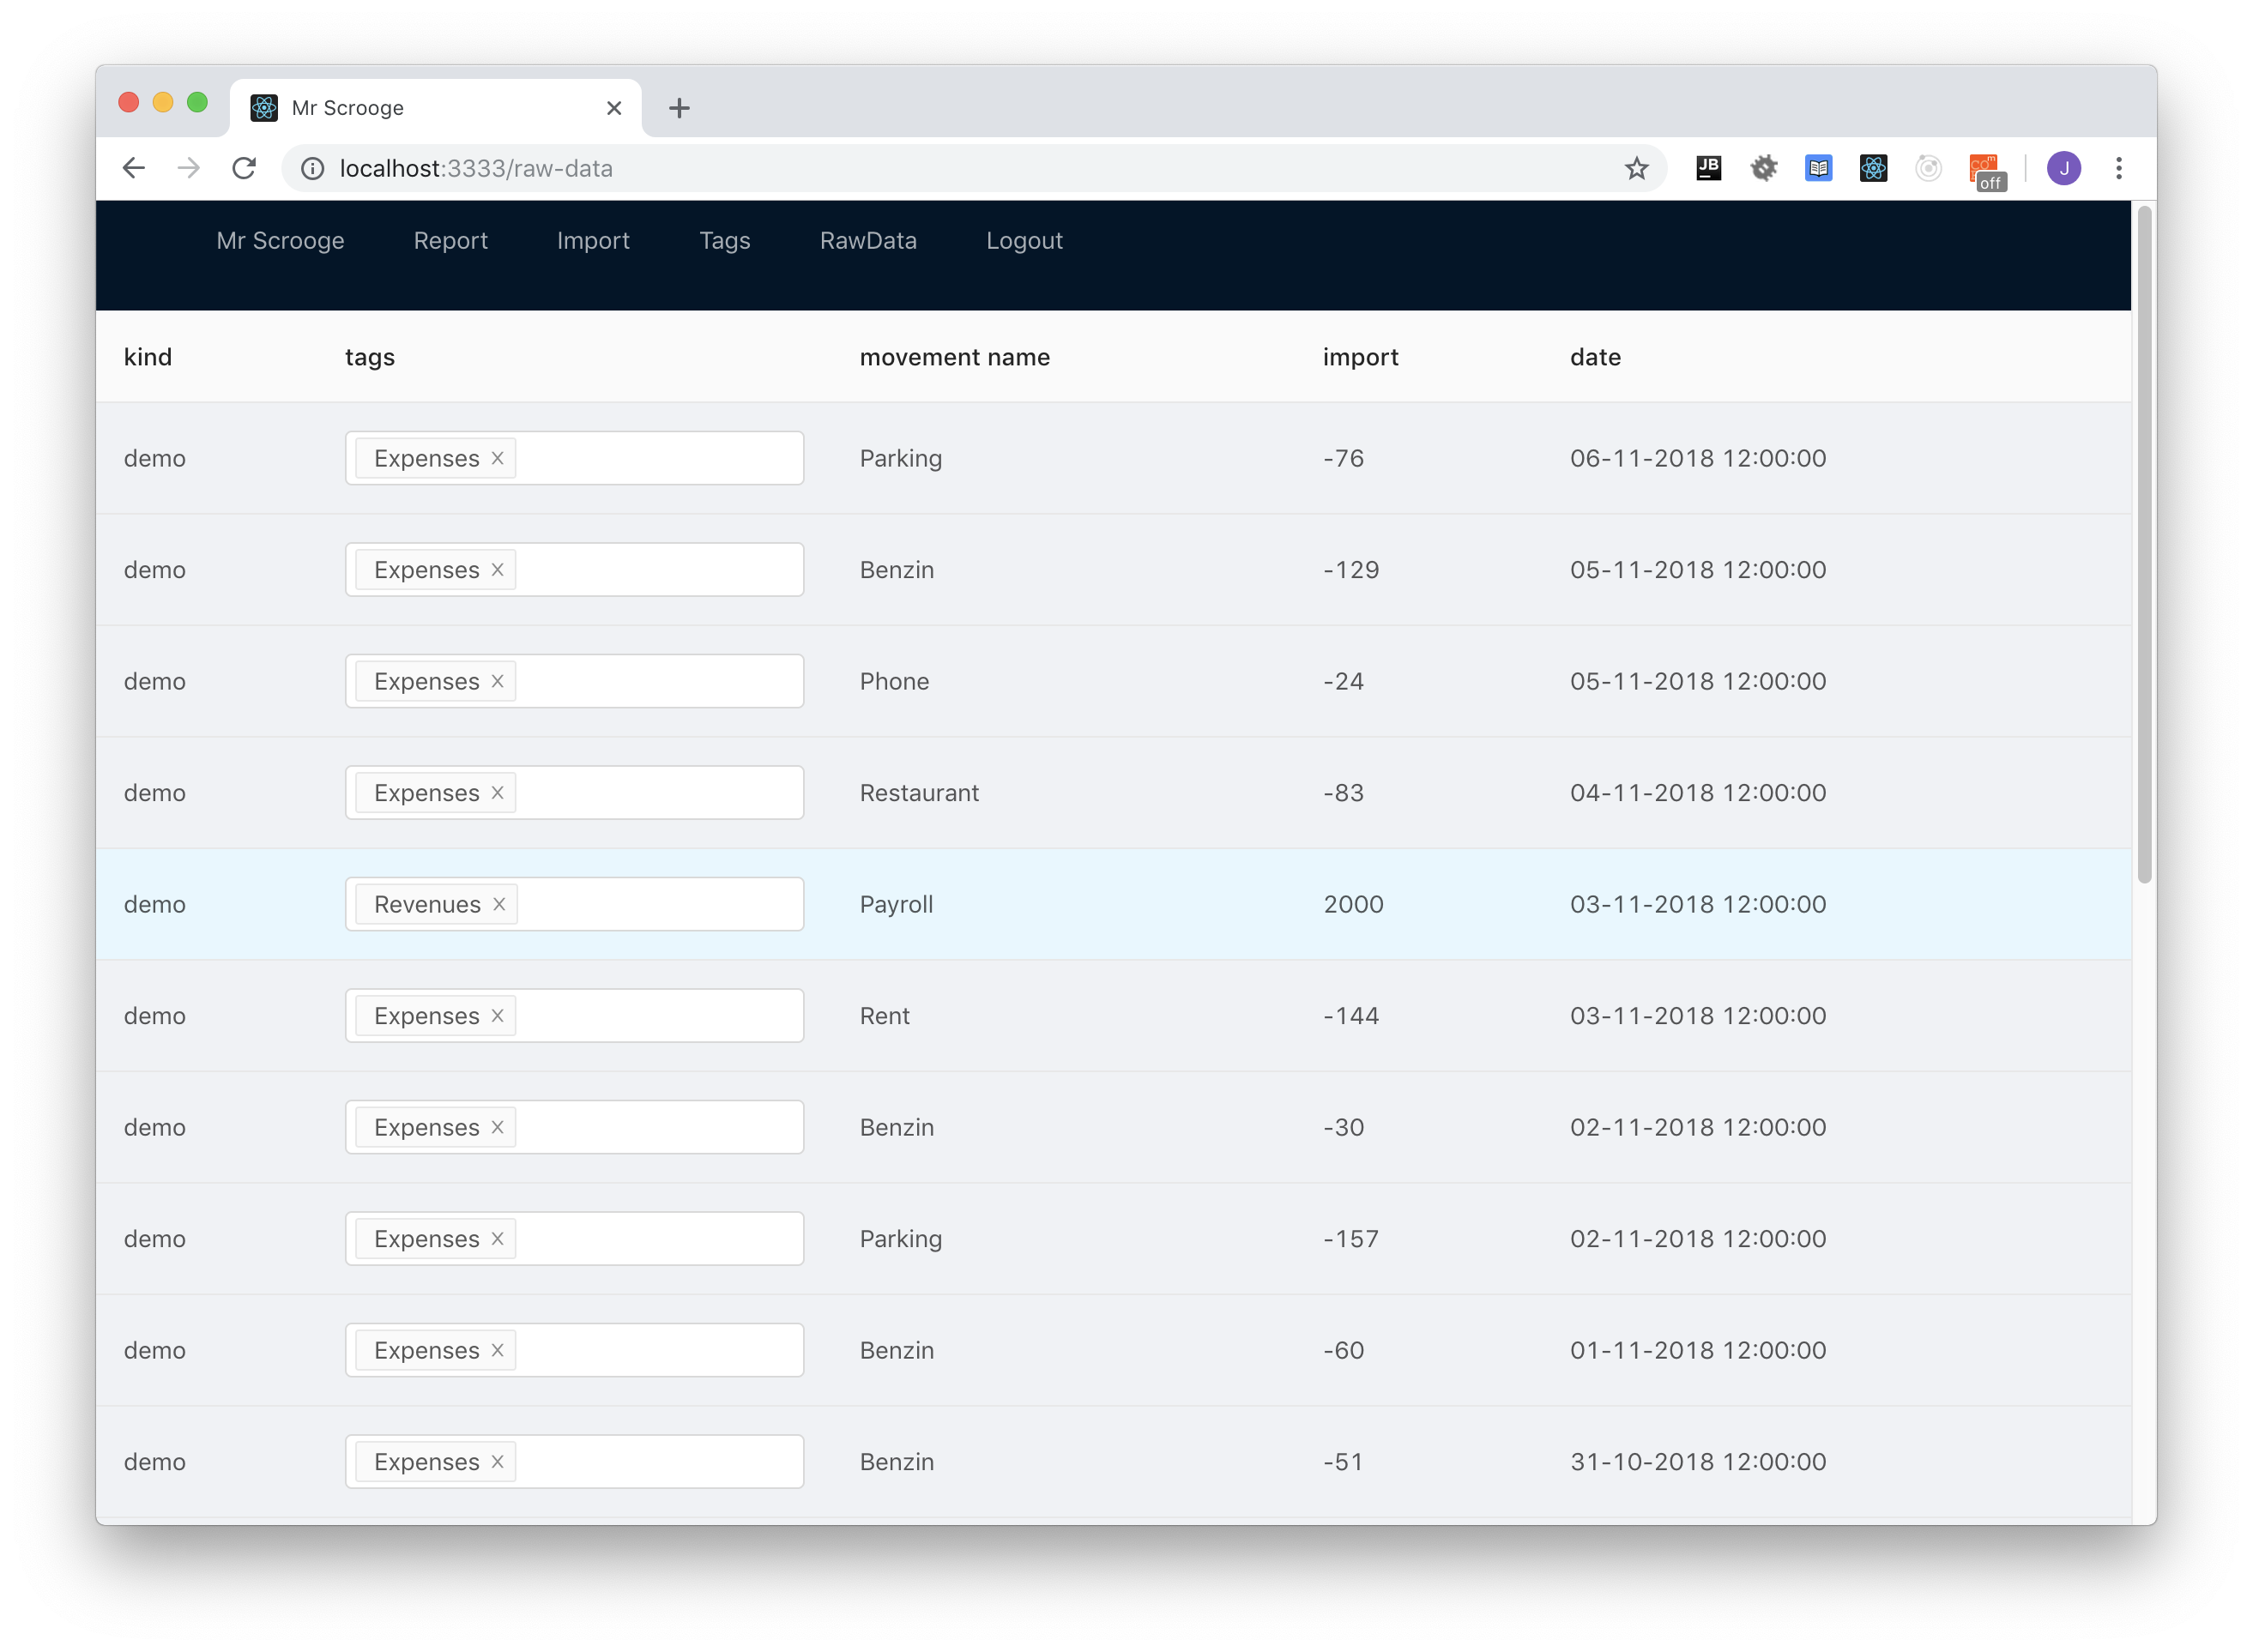 Mr Scrooge
localhost:3333/raw-data
JB
com
off
J
Mr Scrooge Report Import Tags RawData Logout
kind tags movement name import date
demo Expenses Parking -76 06-11-2018 12:00:00
demo Expenses Benzin -129 05-11-2018 12:00:00
demo Expenses Phone -24 05-11-2018 12:00:00
demo Expenses Restaurant -83 04-11-2018 12:00:00
demo Revenues Payroll 2000 03-11-2018 12:00:00
demo Expenses Rent -144 03-11-2018 12:00:00
demo Expenses Benzin -30 02-11-2018 12:00:00
demo Expenses Parking -157 02-11-2018 12:00:00
demo Expenses Benzin -60 01-11-2018 12:00:00
demo Expenses Benzin -51 31-10-2018 12:00:00